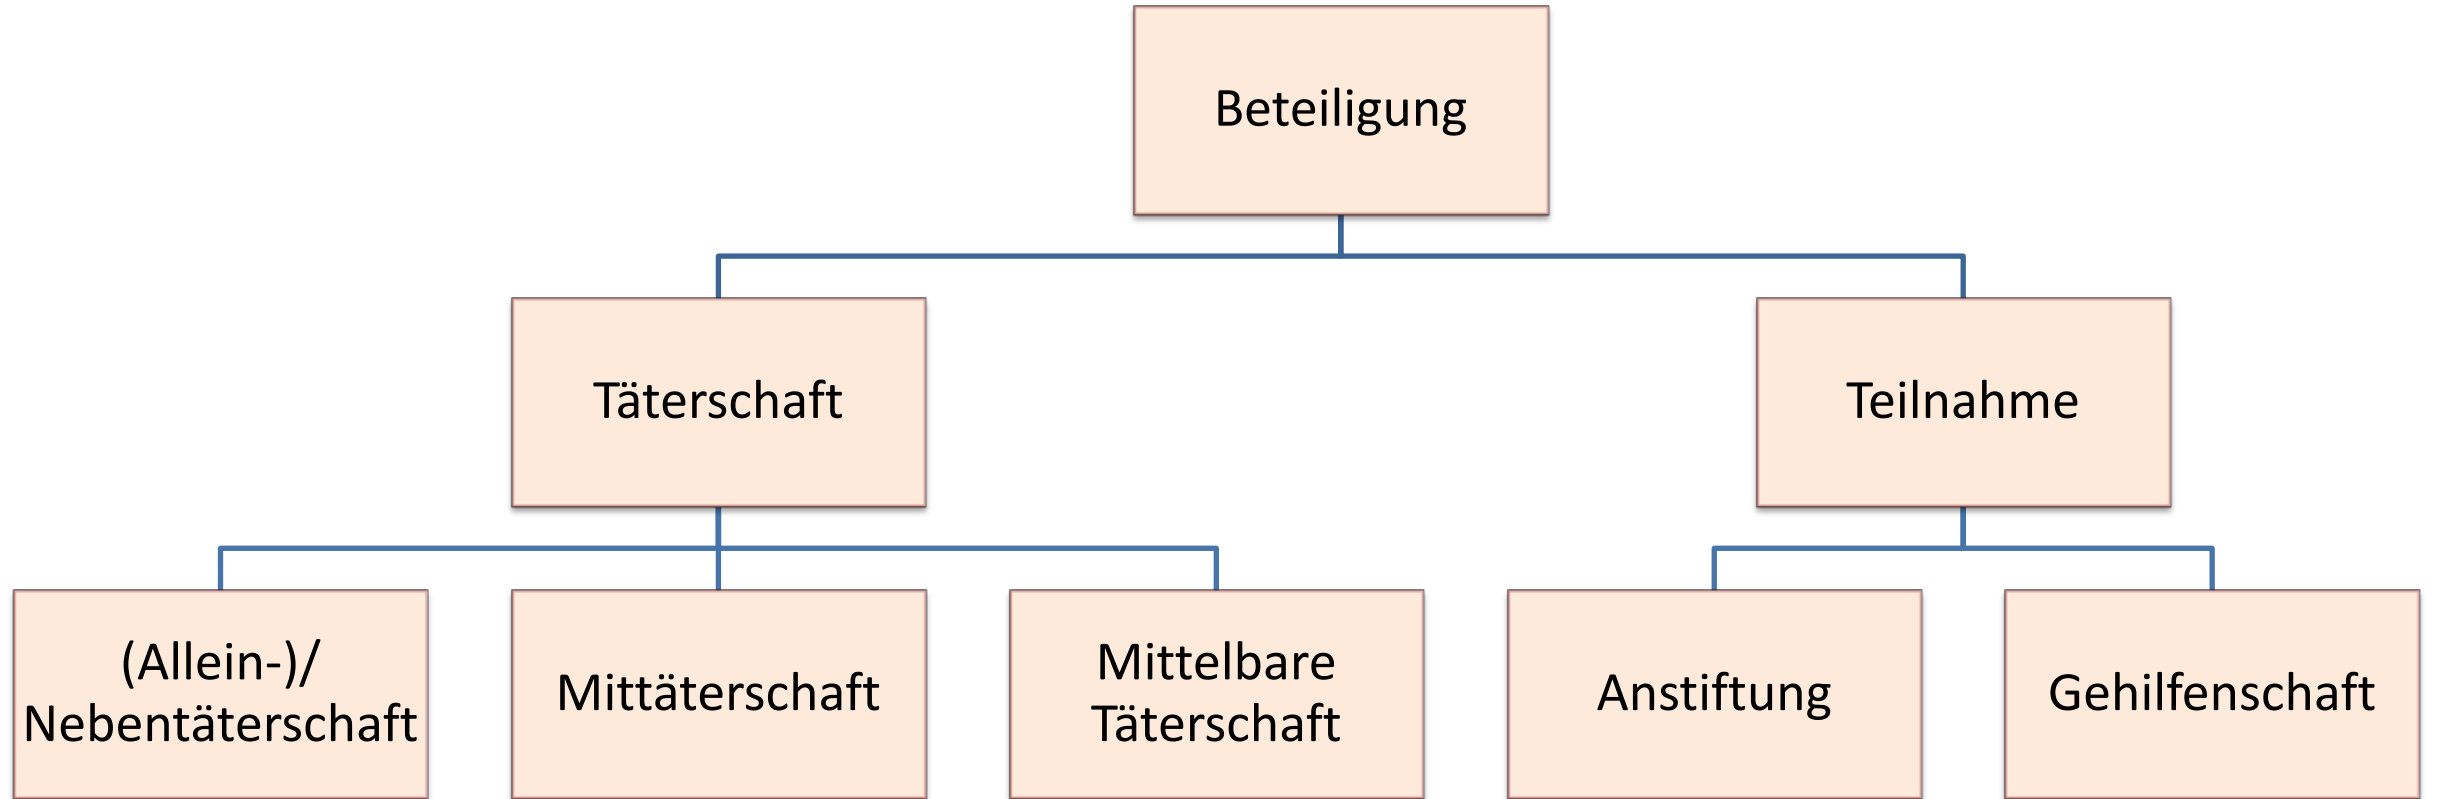 Beteiligung
Täterschaft
Teilnahme
(Allein-)/
Nebentäterschaft
Mittäterschaft
Mittelbare
Täterschaft
Anstiftung
Gehilfenschaft